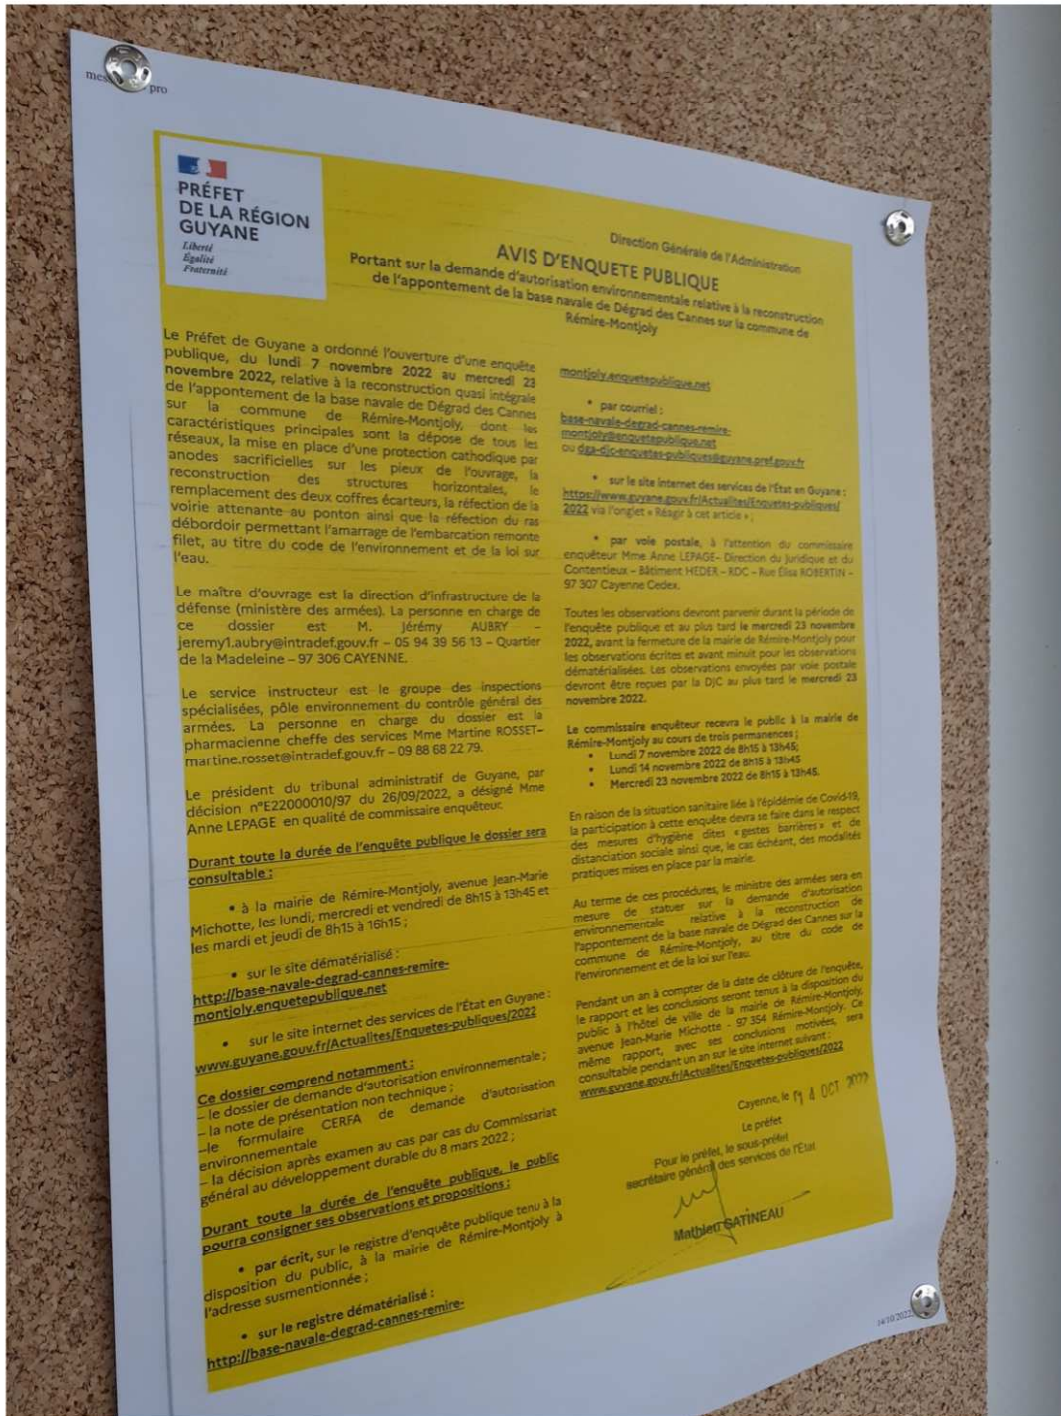 mes
pro
PRÉFET
DE LA RÉGION
GUYANE
Liberté
Égalité
Fraternité
Direction Générale de l'Administration
AVIS D'ENQUETE PUBLIQUE
Portant sur la demande d'autorisation environnementale relative à la reconstruction
de l'appontement de la base navale de Dégrad des Cannes sur la commune de
Rémire-Montjoly
Le Préfet de Guyane a ordonné l'ouverture d'une enquête
publique, du lundi 7 novembre 2022 au mercredi 23
novembre 2022, relative à la reconstruction quasi intégrale
de l'appontement de la base navale de Dégrad des Cannes
sur la commune de Rémire-Montjoly, dont les
caractéristiques principales sont la dépose de tous les
réseaux, la mise en place d'une protection cathodique par
anodes sacrificielles sur les pieux de l'ouvrage, la
reconstruction des structures horizontales, le
remplacement des deux coffres écarteurs, la réfection de la
voirie attenante au ponton ainsi que la réfection du ras
débordoir permettant l'amarrage de l'embarcation remonte
filet, au titre du code de l'environnement et de la loi sur
l'eau.
Le maître d'ouvrage est la direction d'infrastructure de la
défense (ministère des armées). La personne en charge de
ce dossier est M. Jérémy AUBRY –
jeremy1.aubry@intradef.gouv.fr – 05 94 39 56 13 – Quartier
de la Madeleine – 97 306 CAYENNE.
Le service instructeur est le groupe des inspections
spécialisées, pôle environnement du contrôle général des
armées. La personne en charge du dossier est la
pharmacienne cheffe des services Mme Martine ROSSET–
martine.rosset@intradef.gouv.fr – 09 88 68 22 79.
Le président du tribunal administratif de Guyane, par
décision n°E22000010/97 du 26/09/2022, a désigné Mme
Anne LEPAGE en qualité de commissaire enquêteur.
Durant toute la durée de l'enquête publique le dossier sera
consultable :
• à la mairie de Rémire-Montjoly, avenue Jean-Marie
Michotte, les lundi, mercredi et vendredi de 8h15 à 13h45 et
les mardi et jeudi de 8h15 à 16h15 ;
• sur le site dématérialisé :
http://base-navale-degrad-cannes-remire-
montjoly.enquetepublique.net
• sur le site internet des services de l'État en Guyane :
www.guyane.gouv.fr/Actualites/Enquetes-publiques/2022
Ce dossier comprend notamment :
– le dossier de demande d'autorisation environnementale ;
– la note de présentation non technique ;
–le formulaire CERFA de demande d'autorisation
environnementale
– la décision après examen au cas par cas du Commissariat
général au développement durable du 8 mars 2022 ;
Durant toute la durée de l'enquête publique, le public
pourra consigner ses observations et propositions :
• par écrit, sur le registre d'enquête publique tenu à la
disposition du public, à la mairie de Rémire-Montjoly à
l'adresse susmentionnée ;
• sur le registre dématérialisé :
http://base-navale-degrad-cannes-remire-
montjoly.enquetepublique.net
• par courriel :
base-navale-degrad-cannes-remire-
montjoly@enquetepublique.net
ou dga-djc-enquetes-publiques@guyane.pref.gouv.fr
• sur le site internet des services de l'État en Guyane :
https://www.guyane.gouv.fr/Actualites/Enquetes-publiques/
2022 via l'onglet « Réagir à cet article » ;
• par voie postale, à l'attention du commissaire
enquêteur Mme Anne LEPAGE– Direction du Juridique et du
Contentieux – Bâtiment HEDER – RDC – Rue Élisa ROBERTIN –
97 307 Cayenne Cedex.
Toutes les observations devront parvenir durant la période de
l'enquête publique et au plus tard le mercredi 23 novembre
2022, avant la fermeture de la mairie de Rémire-Montjoly pour
les observations écrites et avant minuit pour les observations
dématérialisées. Les observations envoyées par voie postale
devront être reçues par la DJC au plus tard le mercredi 23
novembre 2022.
Le commissaire enquêteur recevra le public à la mairie de
Rémire-Montjoly au cours de trois permanences ;
• Lundi 7 novembre 2022 de 8h15 à 13h45;
• Lundi 14 novembre 2022 de 8h15 à 13h45
• Mercredi 23 novembre 2022 de 8h15 à 13h45.
En raison de la situation sanitaire liée à l'épidémie de Covid-19,
la participation à cette enquête devra se faire dans le respect
des mesures d'hygiène dites « gestes barrières » et de
distanciation sociale ainsi que, le cas échéant, des modalités
pratiques mises en place par la mairie.
Au terme de ces procédures, le ministre des armées sera en
mesure de statuer sur la demande d'autorisation
environnementale relative à la reconstruction de
l'appontement de la base navale de Dégrad des Cannes sur la
commune de Rémire-Montjoly, au titre du code de
l'environnement et de la loi sur l'eau.
Pendant un an à compter de la date de clôture de l'enquête,
le rapport et les conclusions seront tenus à la disposition du
public à l'hôtel de ville de la mairie de Rémire-Montjoly,
avenue Jean-Marie Michotte - 97 354 Rémire-Montjoly. Ce
même rapport, avec ses conclusions motivées, sera
consultable pendant un an sur le site internet suivant :
www.guyane.gouv.fr/Actualites/Enquetes-publiques/2022
Cayenne, le 14 OCT 2022
Le préfet
Pour le préfet, le sous-préfet
secrétaire général des services de l'État
Mathieu GATINEAU
14/10/2022